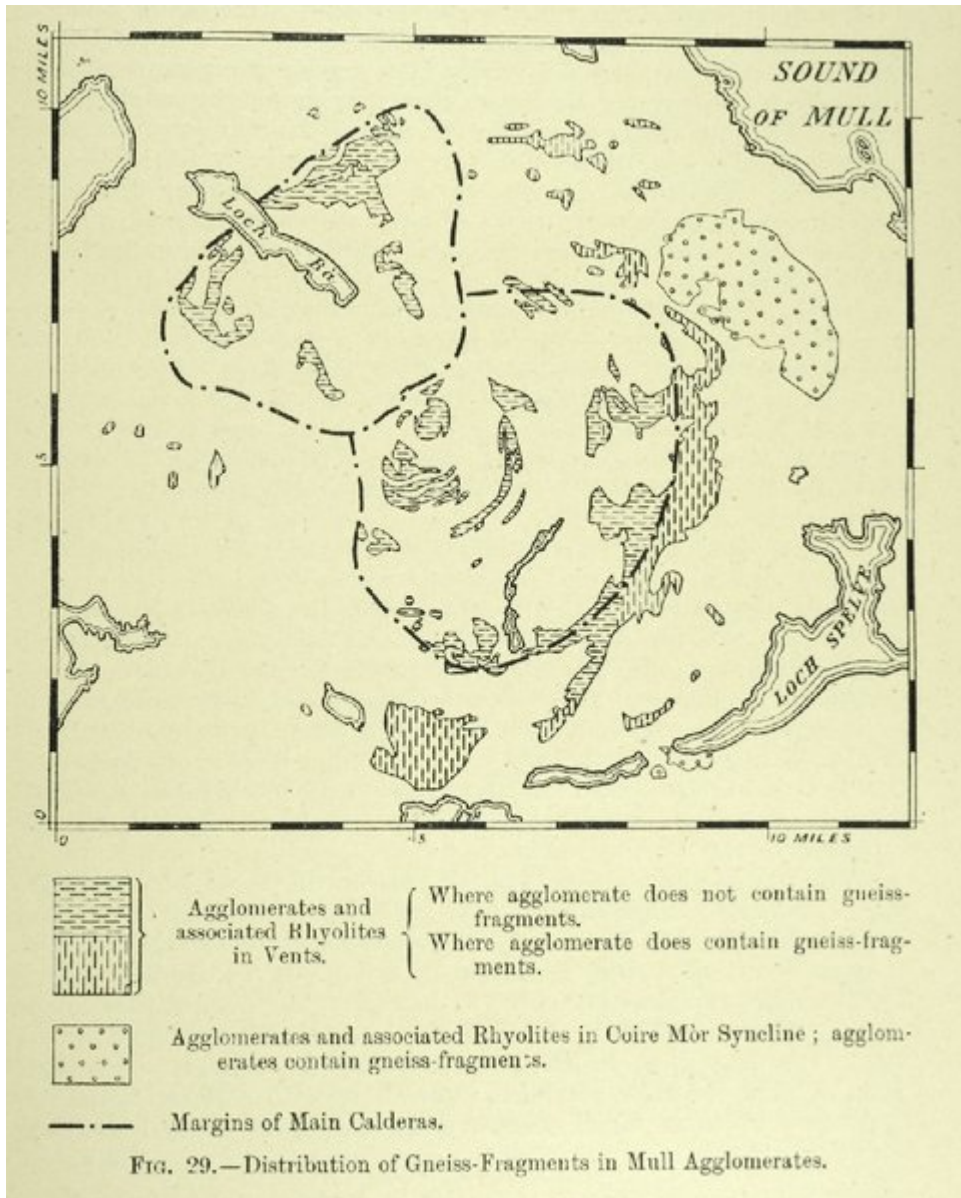 10 MILES
SOUND
OF MULL
Loch
Bà
5
LOCH SPELVE
0
0
5
10 MILES
Agglomerates and
associated Rhyolites
in Vents.
Where agglomerate does not contain gneiss-
fragments.
Where agglomerate does contain gneiss-frag-
ments.
Agglomerates and associated Rhyolites in Coire Mòr Syncline ; agglom-
erates contain gneiss-fragments.
Margins of Main Calderas.
FIG. 29.—Distribution of Gneiss-Fragments in Mull Agglomerates.